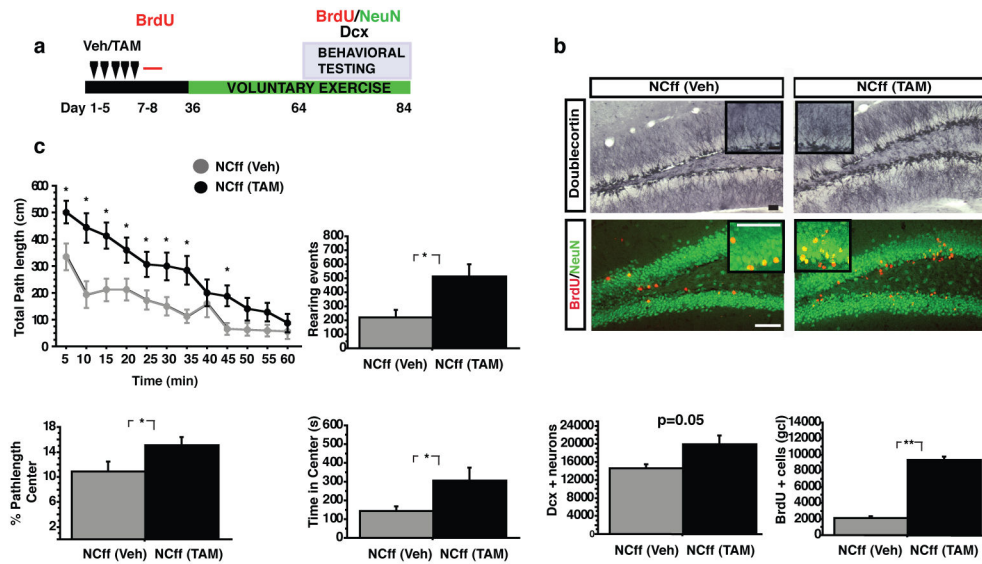 a
BrdU
Veh/TAM
BrdU/NeuN
Dcx
BEHAVIORAL
TESTING
VOLUNTARY EXERCISE
Day 1-5 7-8 36 64 84
b
NCff (Veh) NCff (TAM)
Doublecortin
BrdU/NeuN
c
NCff (Veh)
NCff (TAM)
Total Path length (cm)
600
500
400
300
200
100
0
* * * * * * * *
5 10 15 20 25 30 35 40 45 50 55 60
Time (min)
Rearing events
900
800
700
600
500
400
300
200
100
0
*
NCff (Veh) NCff (TAM)
% Pathlength
Center
18
16
14
12
10
8
6
4
2
*
NCff (Veh) NCff (TAM)
Time in Center (s)
600
500
400
300
200
100
0
*
NCff (Veh) NCff (TAM)
Dcx + neurons
24000
20000
16000
12000
8000
4000
0
p=0.05
NCff (Veh) NCff (TAM)
BrdU + cells (gcl)
14000
12000
10000
8000
6000
4000
2000
0
**
NCff (Veh) NCff (TAM)